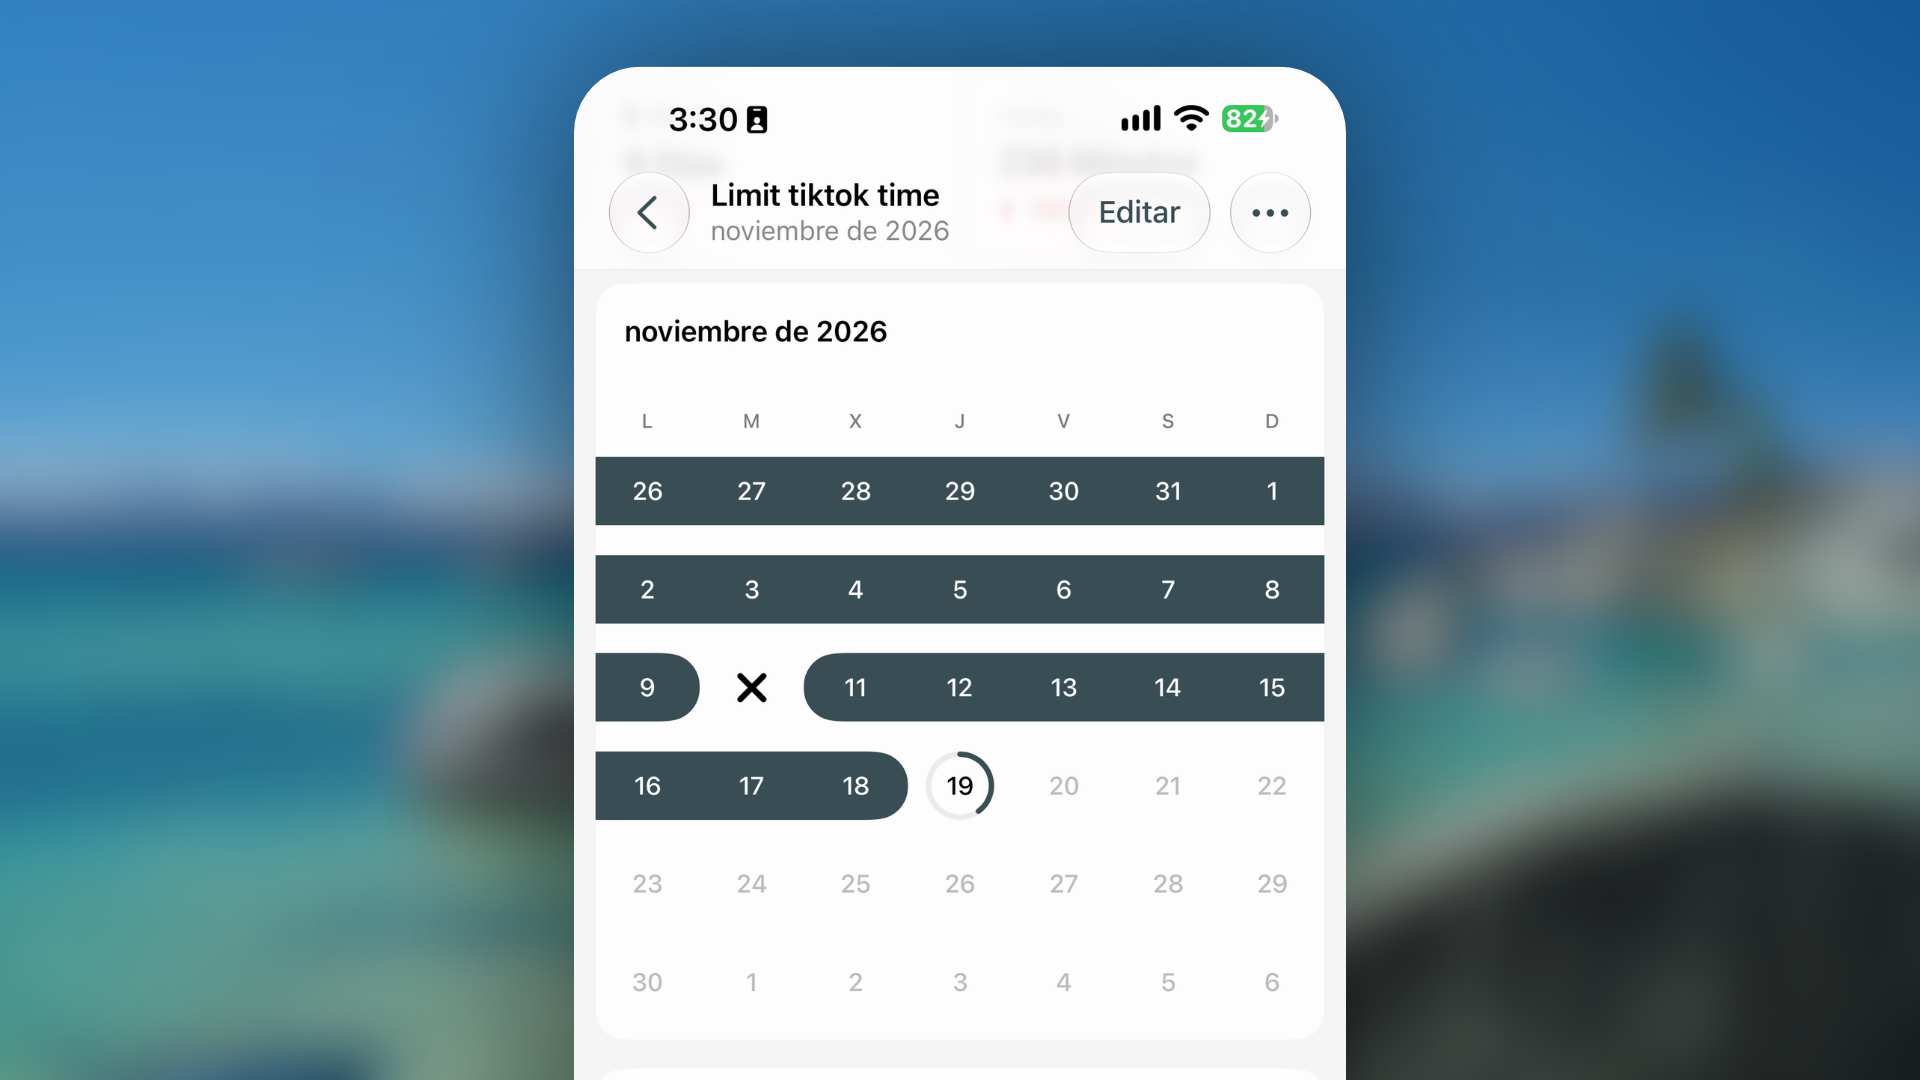 3:30
82
Limit tiktok time
noviembre de 2026
Editar
noviembre de 2026
L M X J V S D
26 27 28 29 30 31 1
2 3 4 5 6 7 8
9 11 12 13 14 15
16 17 18 19 20 21 22
23 24 25 26 27 28 29
30 1 2 3 4 5 6